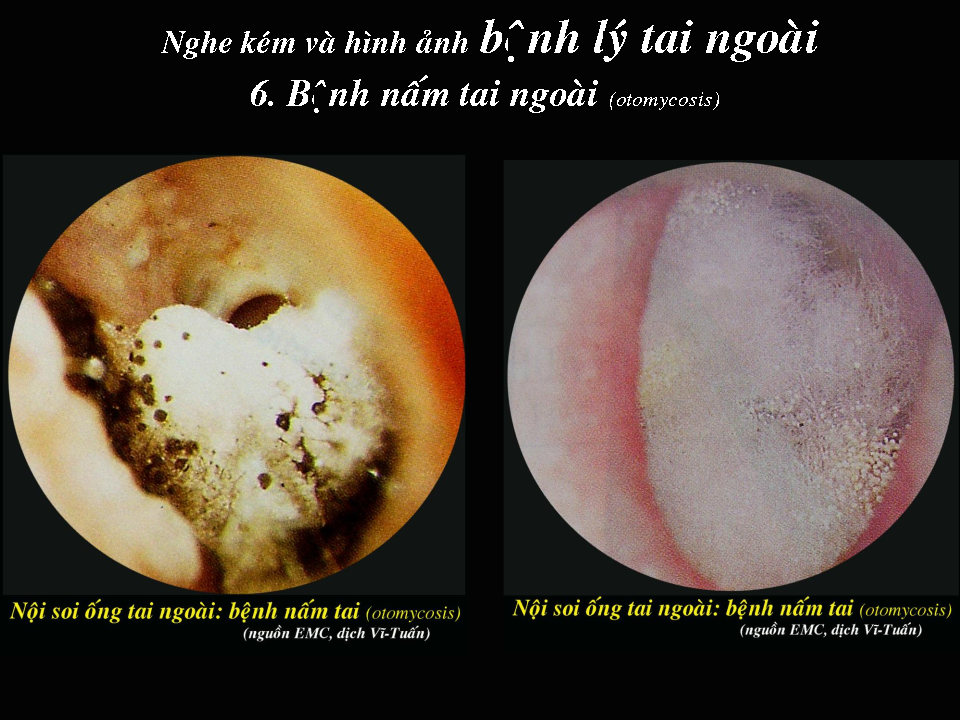 Nghe kém và hình ảnh bệnh lý tai ngoài
6. Bệnh nấm tai ngoài (otomycosis)
Nội soi ống tai ngoài: bệnh nấm tai (otomycosis)
(nguồn EMC, dịch Vĩ-Tuấn)
Nội soi ống tai ngoài: bệnh nấm tai (otomycosis)
(nguồn EMC, dịch Vĩ-Tuấn)